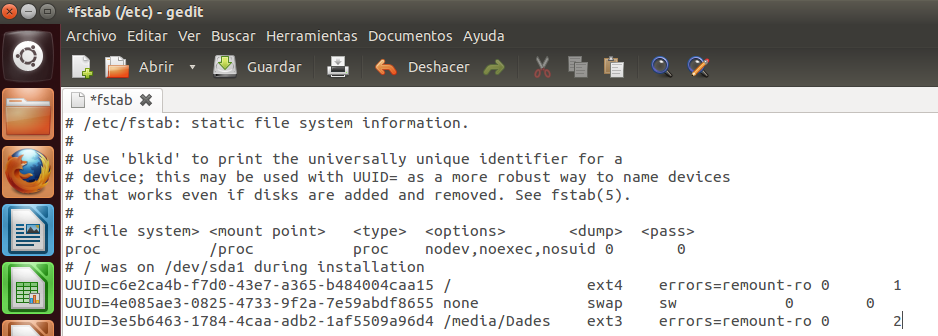 *fstab (/etc) - gedit
Archivo Editar Ver Buscar Herramientas Documentos Ayuda
Abrir Guardar Deshacer
*fstab
# /etc/fstab: static file system information.
#
# Use 'blkid' to print the universally unique identifier for a
# device; this may be used with UUID= as a more robust way to name devices
# that works even if disks are added and removed. See fstab(5).
#
# <file system> <mount point>   <type>  <options>       <dump>  <pass>
proc            /proc           proc    nodev,noexec,nosuid 0       0
# / was on /dev/sda1 during installation
UUID=c6e2ca4b-f7d0-43e7-a365-b484004caa15 /               ext4    errors=remount-ro 0       1
UUID=4e085ae3-0825-4733-9f2a-7e59abdf8655 none            swap    sw              0       0
UUID=3e5b6463-1784-4caa-adb2-1af5509a96d4 /media/Dades    ext3    errors=remount-ro 0       2